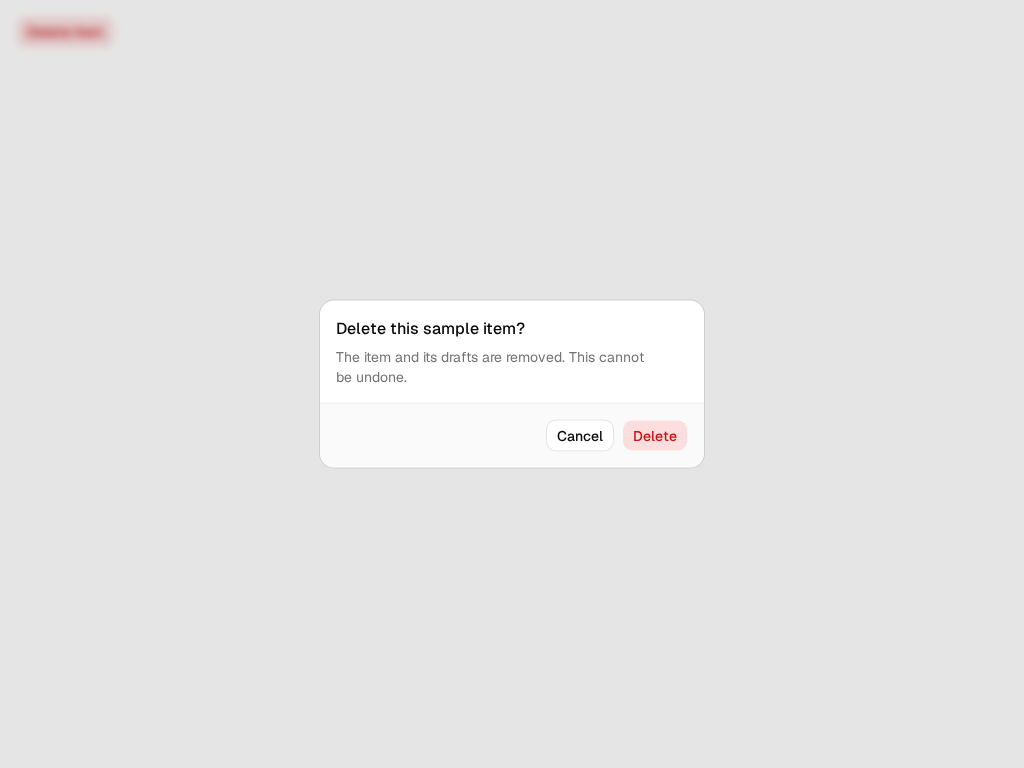 Delete this sample item?
The item and its drafts are removed. This cannot
be undone.
Cancel
Delete